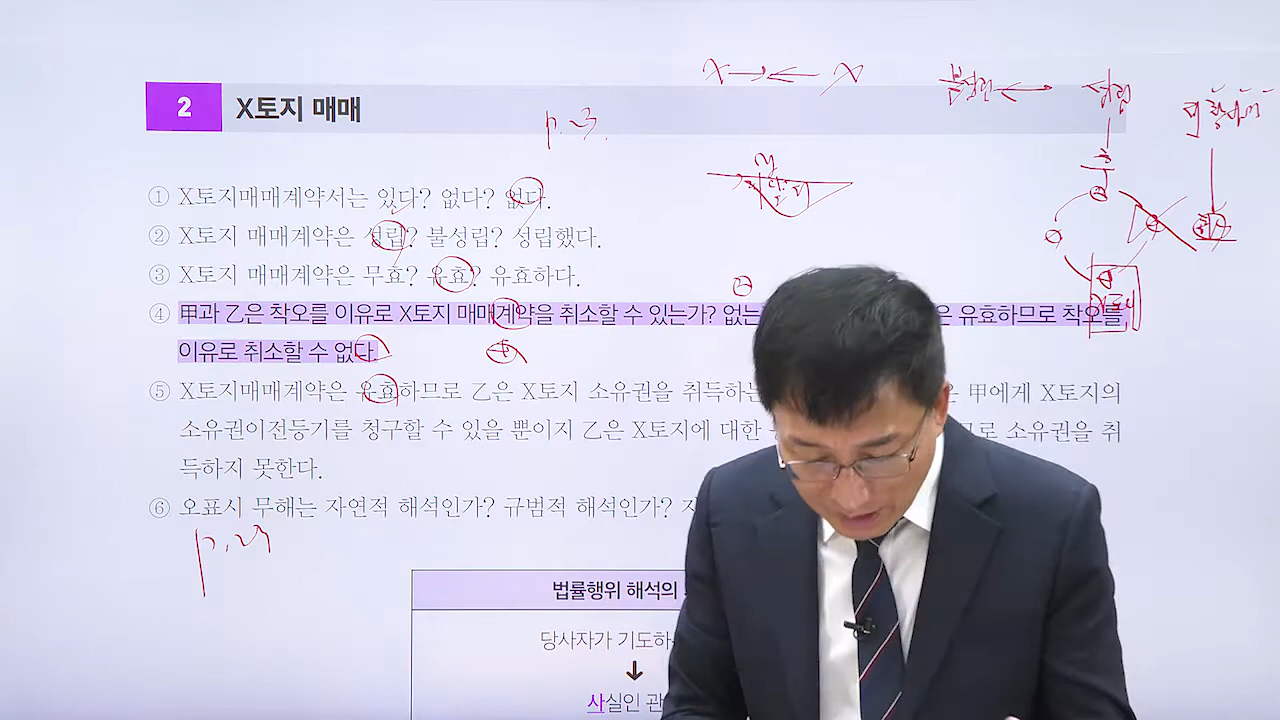 2 X토지 매매
p.23.
X → ← X
불성립 ↔ 성립
① X토지매매계약서는 있다? 없다? 없다.
② X토지 매매계약은 성립? 불성립? 성립했다.
③ X토지 매매계약은 무효? 유효? 유효하다.
④ 甲과 乙은 착오를 이유로 X토지 매매계약을 취소할 수 있는가? 없는 은 유효하므로 착오를
이유로 취소할 수 없다.
⑤ X토지매매계약은 유효하므로 乙은 X토지 소유권을 취득하는 은 甲에게 X토지의
소유권이전등기를 청구할 수 있을 뿐이지 乙은 X토지에 대한 므로 소유권을 취
득하지 못한다.
⑥ 오표시 무해는 자연적 해석인가? 규범적 해석인가?
p.23
법률행위 해석의
당사자가 기도하
↓
사실인 관